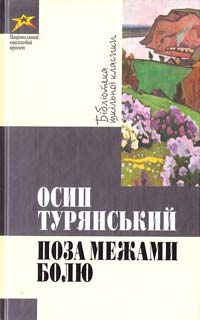 Національний
книжковий
проект
Бібліотека
шкільної класики
ОСИП
ТУРЯНСЬКИЙ
ПОЗА МЕЖАМИ
БОЛЮ